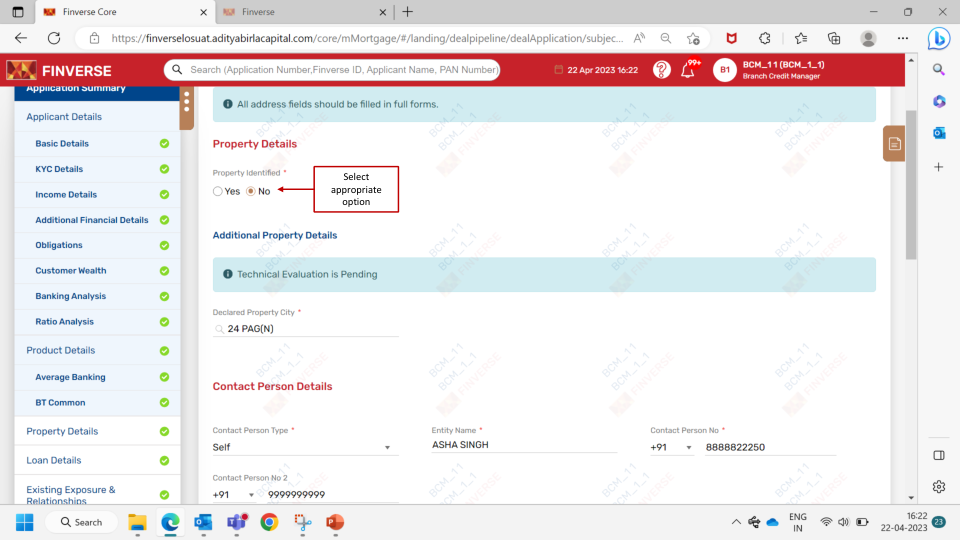 Finverse Core
Finverse
https://finverselosuat.adityabirlacapital.com/core/mMortgage/#/landing/dealpipeline/dealApplication/subjec...
FINVERSE
Search (Application Number,Finverse ID, Applicant Name, PAN Number)
22 Apr 2023 16:22
99+
B1
BCM_11 (BCM_1_1)
Branch Credit Manager
Application Summary
Applicant Details
Basic Details
KYC Details
Income Details
Additional Financial Details
Obligations
Customer Wealth
Banking Analysis
Ratio Analysis
Product Details
Average Banking
BT Common
Property Details
Loan Details
Existing Exposure &
Relationships
All address fields should be filled in full forms.
Property Details
Property Identified *
Yes No
Select
appropriate
option
Additional Property Details
Technical Evaluation is Pending
Declared Property City *
24 PAG(N)
Contact Person Details
Contact Person Type * Entity Name * Contact Person No *
Self ASHA SINGH +91 8888822250
Contact Person No 2
+91 9999999999
BCM_11
BCM_1_1
FINVERSE
Search
ENG
IN
16:22
22-04-2023
23